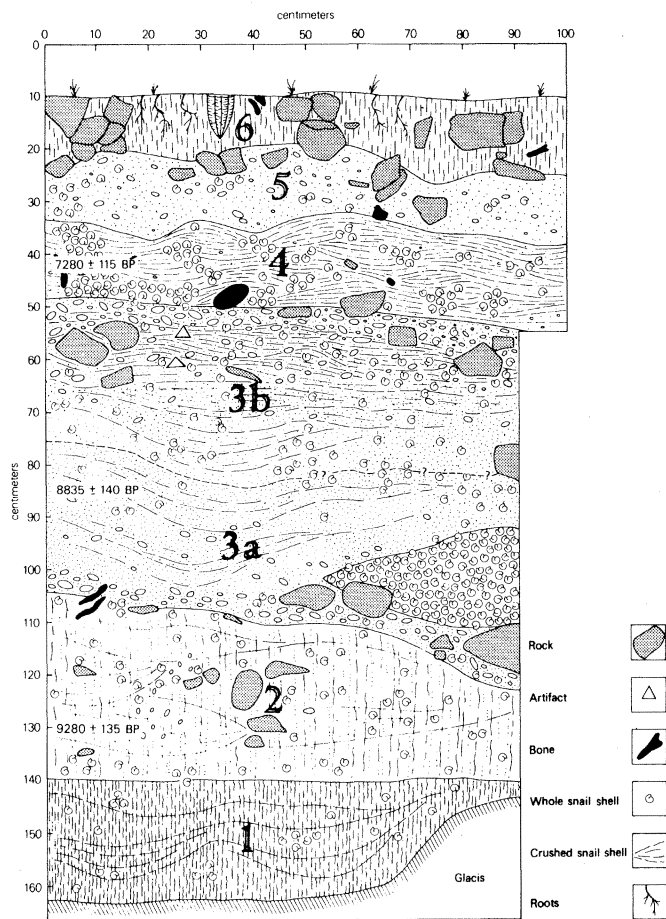 centimeters
0 10 20 30 40 50 60 70 80 90 100
0
10
6
20
5
30
4
40
7280 ± 115 BP
50
60
3b
70
80
? ? ?
8835 ± 140 BP
90
3a
100
110
120
2
130
9280 ± 135 BP
140
150
1
160
centimeters
Glacis
Rock
Artifact
Bone
Whole snail shell
Crushed snail shell
Roots